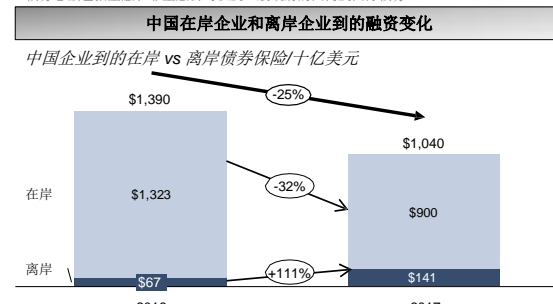 中国在岸企业和离岸企业到的融资变化
中国企业到的在岸 vs 离岸债券保险/十亿美元
-25%
$1,390
$1,040
在岸
$1,323
-32%
$900
离岸
$67
+111%
$141